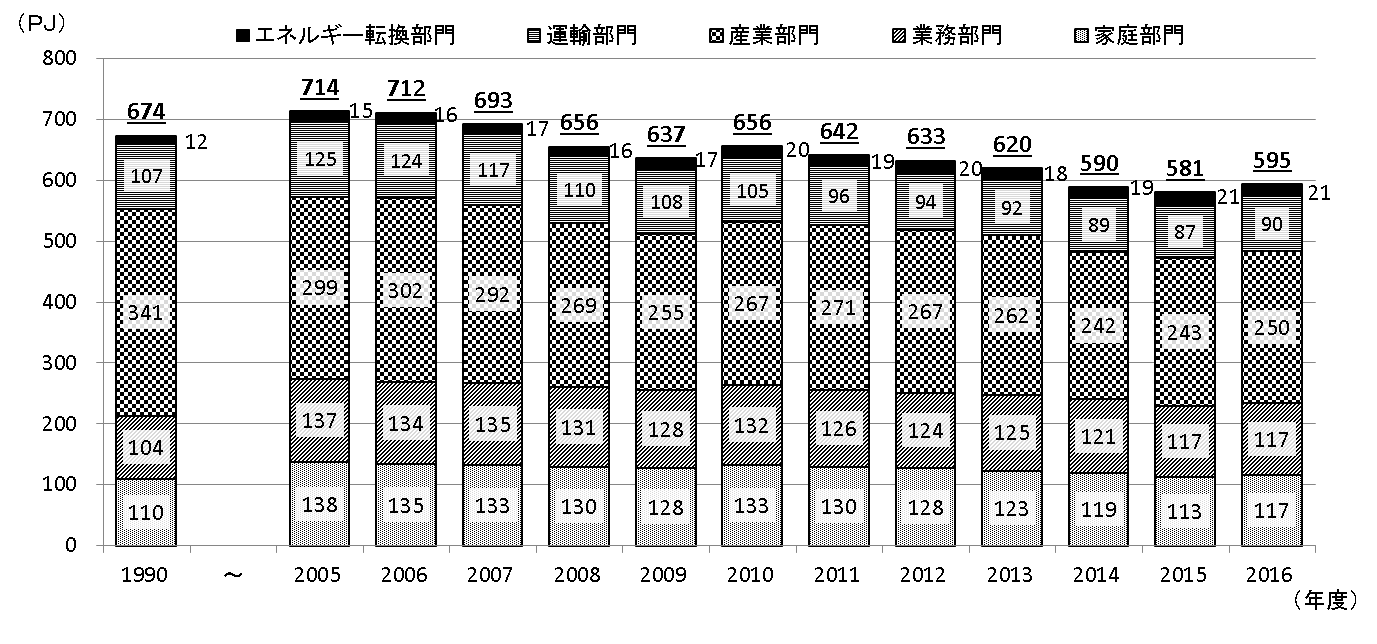 (PJ)
■エネルギー転換部門 運輸部門 産業部門 業務部門 家庭部門
800
700
600
500
400
300
200
100
0
674 714 712 693 656 637 656 642 633 620 590 581 595
12 15 16 17 16 17 20 19 20 18 19 21 21
107 125 124 117 110 108 105 96 94 92 89 87 90
341 299 302 292 269 255 267 271 267 262 242 243 250
104 137 134 135 131 128 132 126 124 125 121 117 117
110 138 135 133 130 128 133 130 128 123 119 113 117
1990 ～ 2005 2006 2007 2008 2009 2010 2011 2012 2013 2014 2015 2016
(年度)